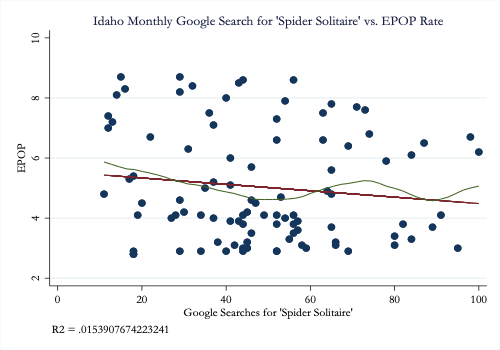 Idaho Monthly Google Search for 'Spider Solitaire' vs. EPOP Rate
10
8
6
4
2
EPOP
0
20
40
60
80
100
Google Searches for 'Spider Solitaire'
R2 = .0153907674223241